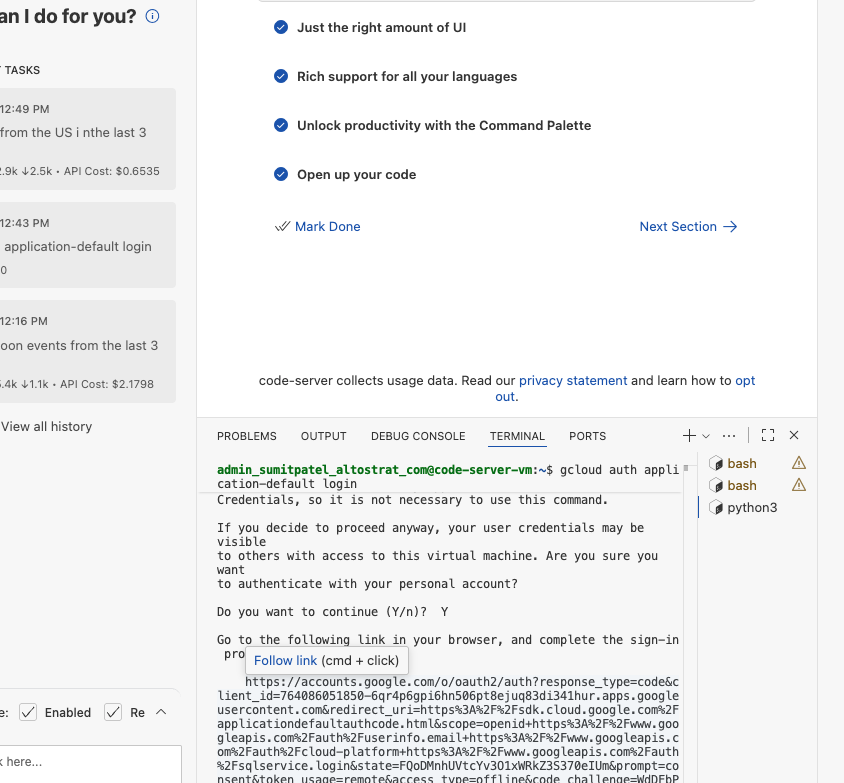 an I do for you?
TASKS
12:49 PM
from the US i nthe last 3
2.9k ↓2.5k • API Cost: $0.6535
12:43 PM
application-default login
0
12:16 PM
oon events from the last 3
.4k ↓1.1k • API Cost: $2.1798
View all history
e:
Enabled
Re
k here...
Just the right amount of UI
Rich support for all your languages
Unlock productivity with the Command Palette
Open up your code
Mark Done
Next Section
code-server collects usage data. Read our privacy statement and learn how to opt
out.
PROBLEMS OUTPUT DEBUG CONSOLE TERMINAL PORTS
admin_sumitpatel_altostrat_com@code-server-vm:~$ gcloud auth appli
cation-default login
Credentials, so it is not necessary to use this command.
If you decide to proceed anyway, your user credentials may be
visible
to others with access to this virtual machine. Are you sure you
want
to authenticate with your personal account?
Do you want to continue (Y/n)?  Y
Go to the following link in your browser, and complete the sign-in
pro
Follow link (cmd + click)
https://accounts.google.com/o/oauth2/auth?response_type=code&c
lient_id=764086051850-6qr4p6gpi6hn506pt8ejuq83di341hur.apps.google
usercontent.com&redirect_uri=https%3A%2F%2Fsdk.cloud.google.com%2F
applicationdefaultauthcode.html&scope=openid+https%3A%2F%2Fwww.goo
gleapis.com%2Fauth%2Fuserinfo.email+https%3A%2F%2Fwww.googleapis.c
om%2Fauth%2Fcloud-platform+https%3A%2F%2Fwww.googleapis.com%2Fauth
%2Fsqlservice.login&state=FQoDMnhUVtcYv3O1xWRkZ3S370eIUm&prompt=co
nsent&token_usage=remote&access_type=offline&code_challenge=WdDFbP
bash
bash
python3